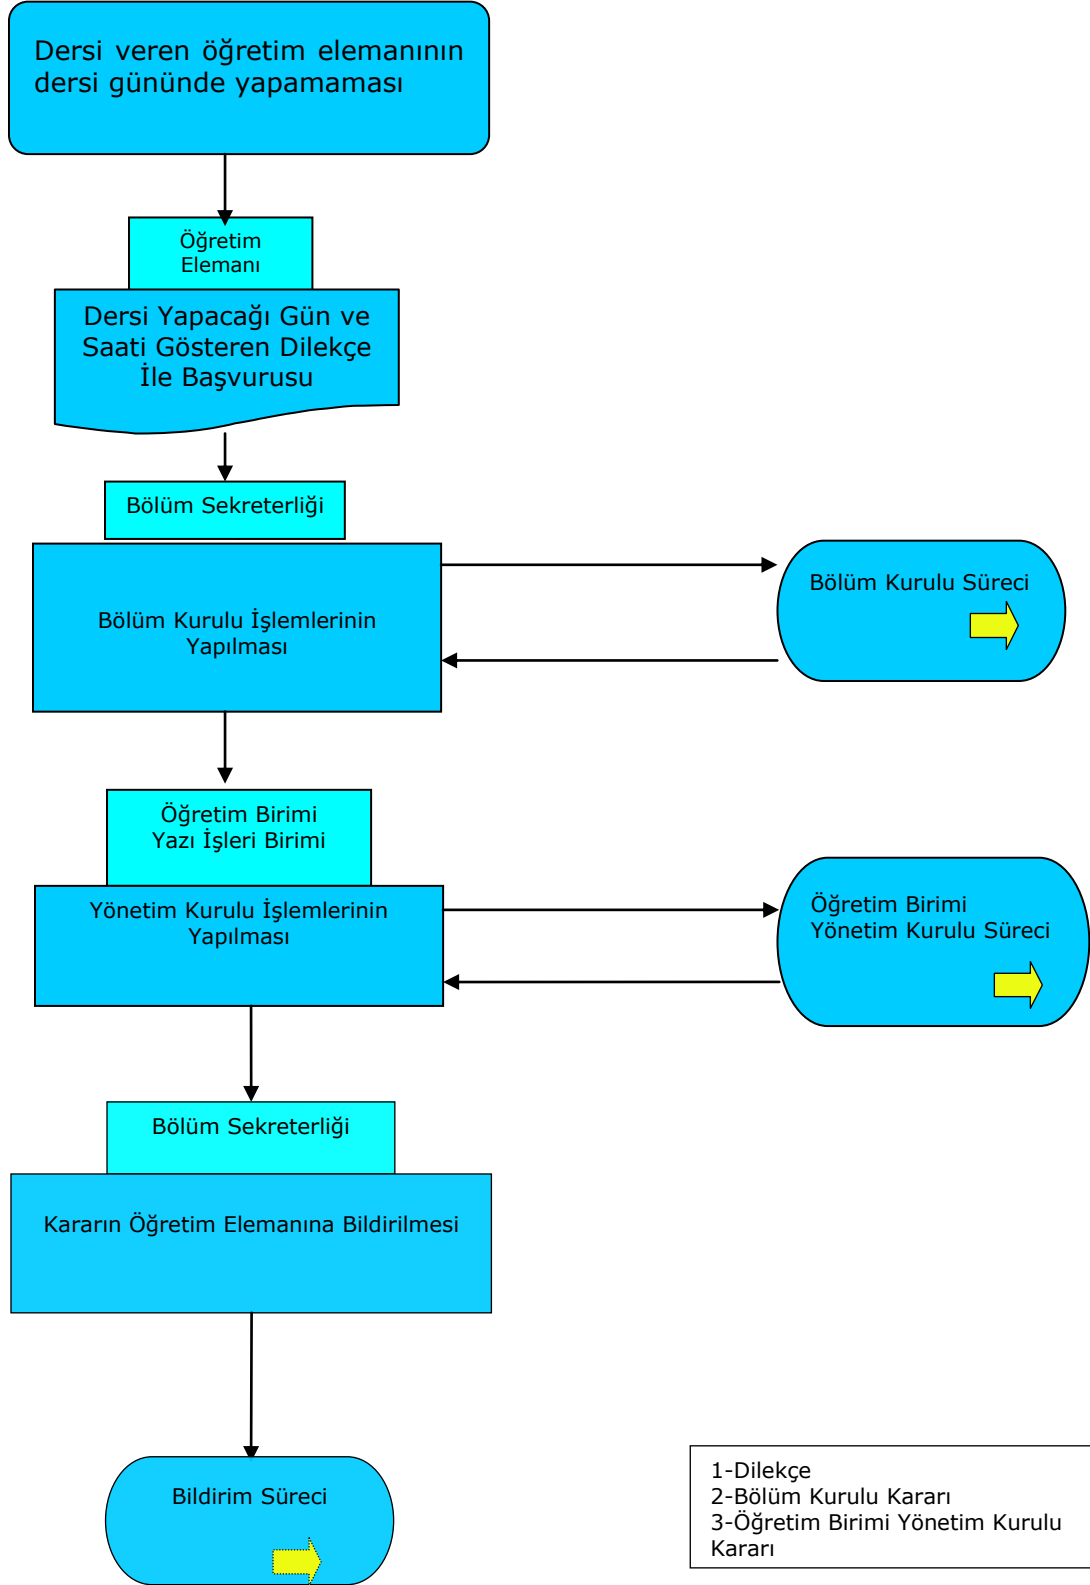 Dersi veren öğretim elemanının
dersi gününde yapamaması
Öğretim
Elemanı
Dersi Yapacağı Gün ve
Saati Gösteren Dilekçe
İle Başvurusu
Bölüm Sekreterliği
Bölüm Kurulu İşlemlerinin
Yapılması
Bölüm Kurulu Süreci
Öğretim Birimi
Yazı İşleri Birimi
Yönetim Kurulu İşlemlerinin
Yapılması
Öğretim Birimi
Yönetim Kurulu Süreci
Bölüm Sekreterliği
Kararın Öğretim Elemanına Bildirilmesi
Bildirim Süreci
1-Dilekçe
2-Bölüm Kurulu Kararı
3-Öğretim Birimi Yönetim Kurulu
Kararı